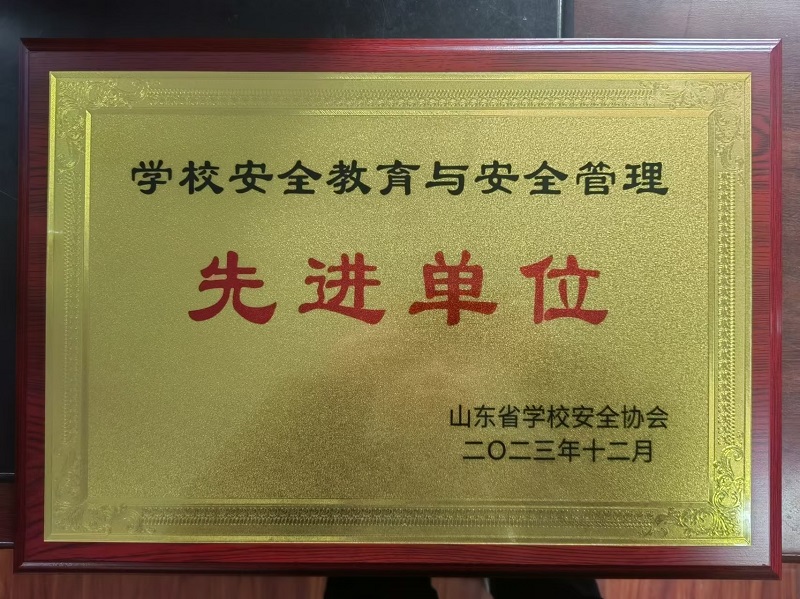 学校安全教育与安全管理
先进单位
山东省学校安全协会
二〇二三年十二月